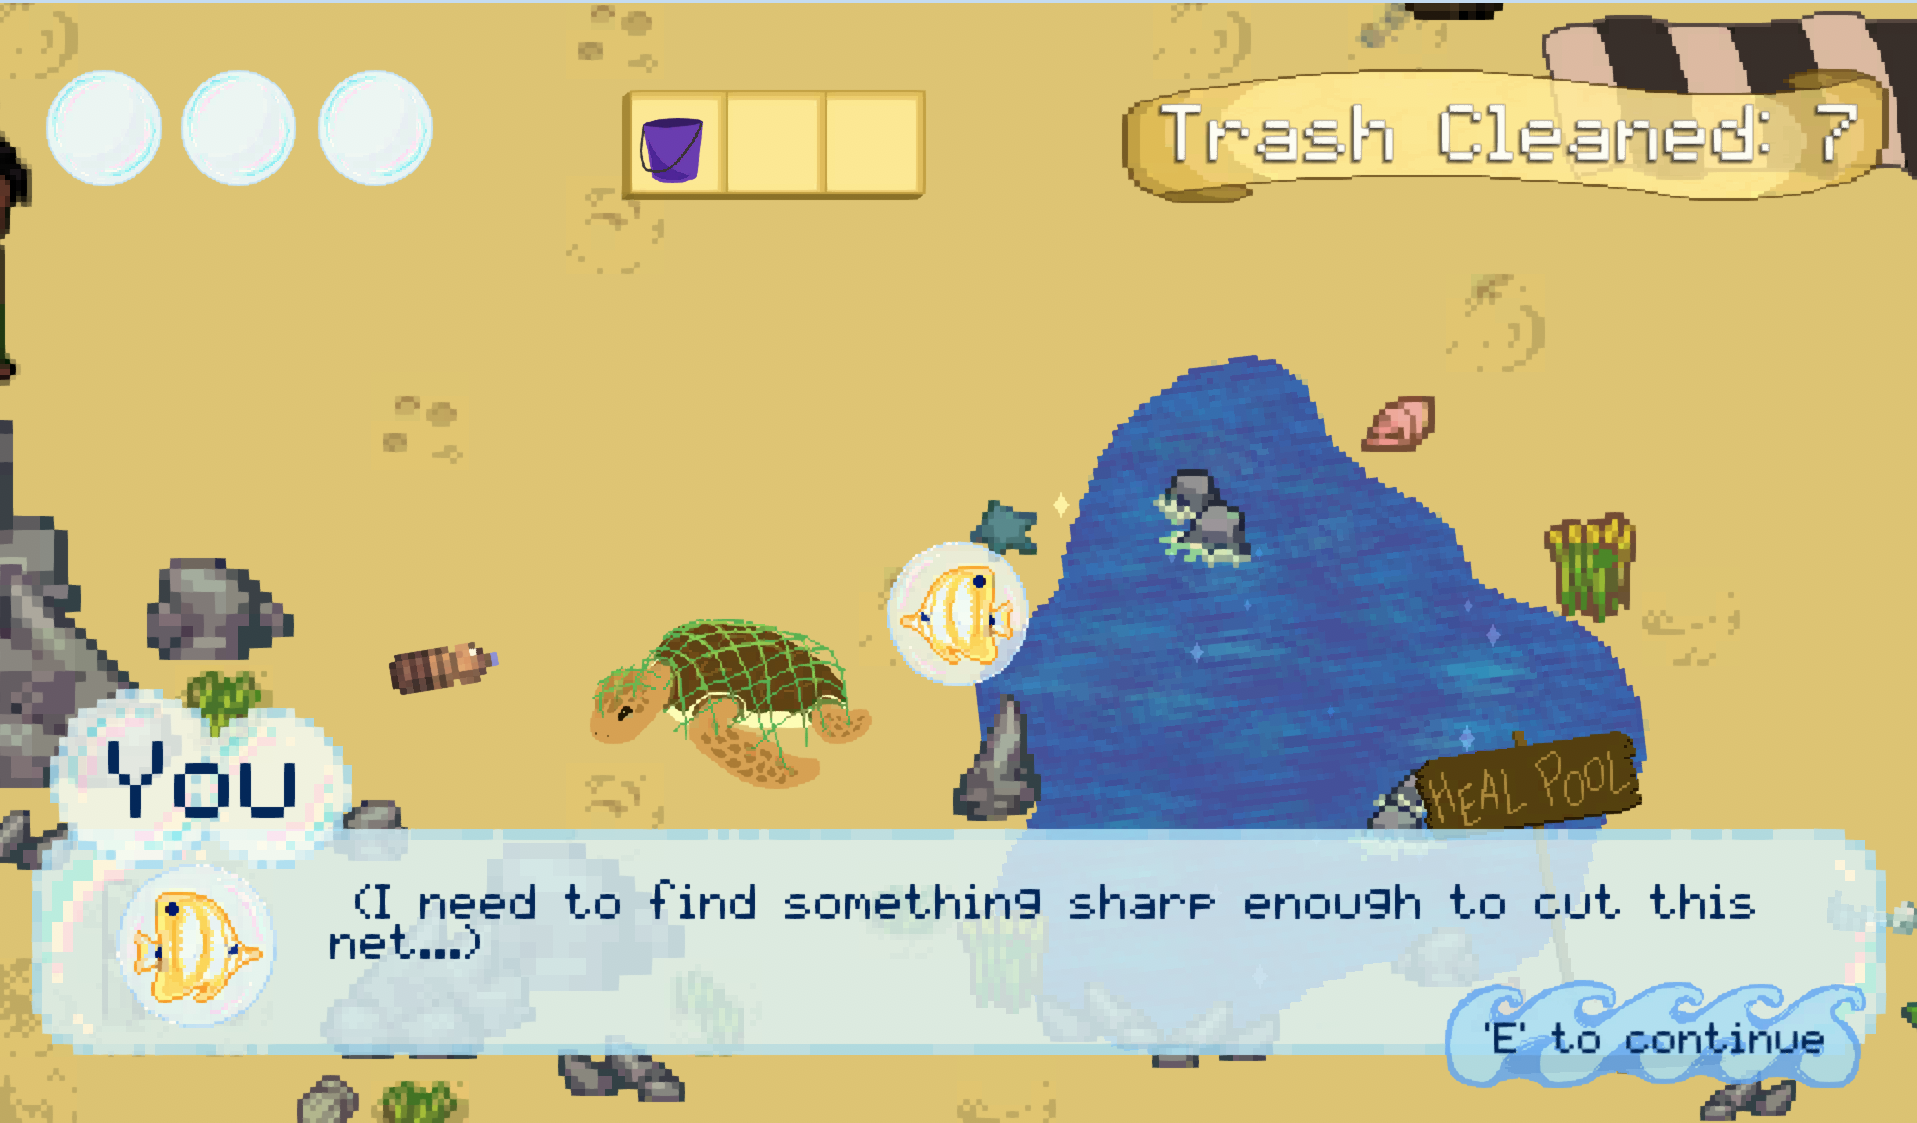 Trash Cleaned: 7
HEAL POOL
You
(I need to find something sharp enough to cut this
net...)
'E' to continue